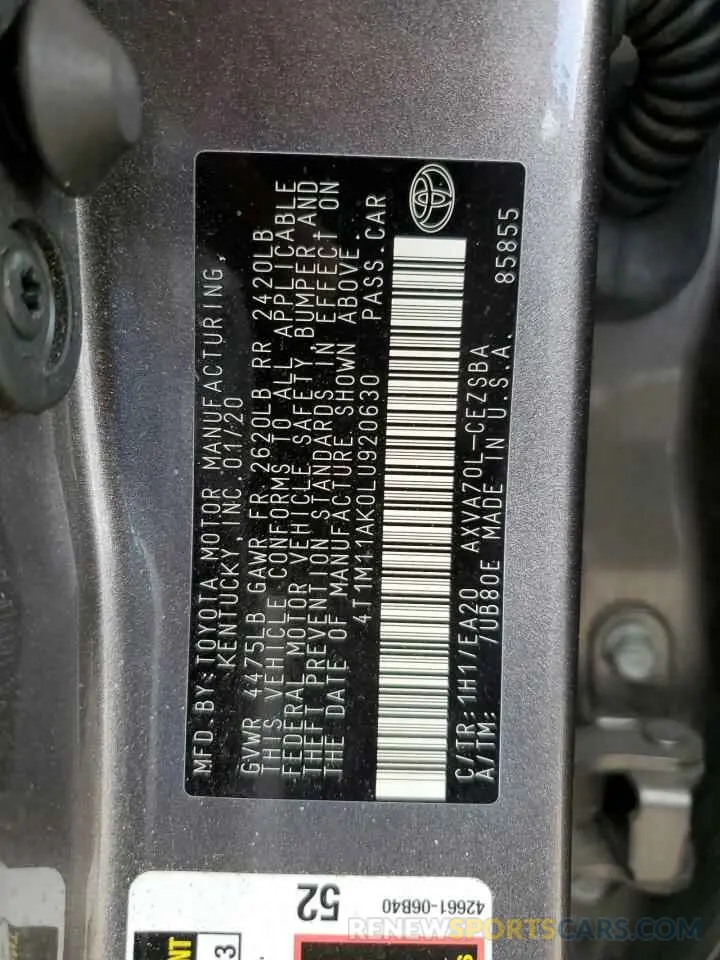 MFD. BY: TOYOTA MOTOR MANUFACTURING,
KENTUCKY, INC. 01/20
GVWR 4475LB GAWR FR 2620LB RR 2420LB
THIS VEHICLE CONFORMS TO ALL APPLICABLE
FEDERAL MOTOR VEHICLE SAFETY, BUMPER AND
THEFT PREVENTION STANDARDS IN EFFECT ON
THE DATE OF MANUFACTURE SHOWN ABOVE.
4T1M11AK0LU920630 PASS. CAR
C/TR: 1H17/EA20 AXVA70L-CEZSBA
A/TM: /UB80E MADE IN U.S.A. 85855
52
42661-06B40
3
RENEWSPORTSCARS.COM